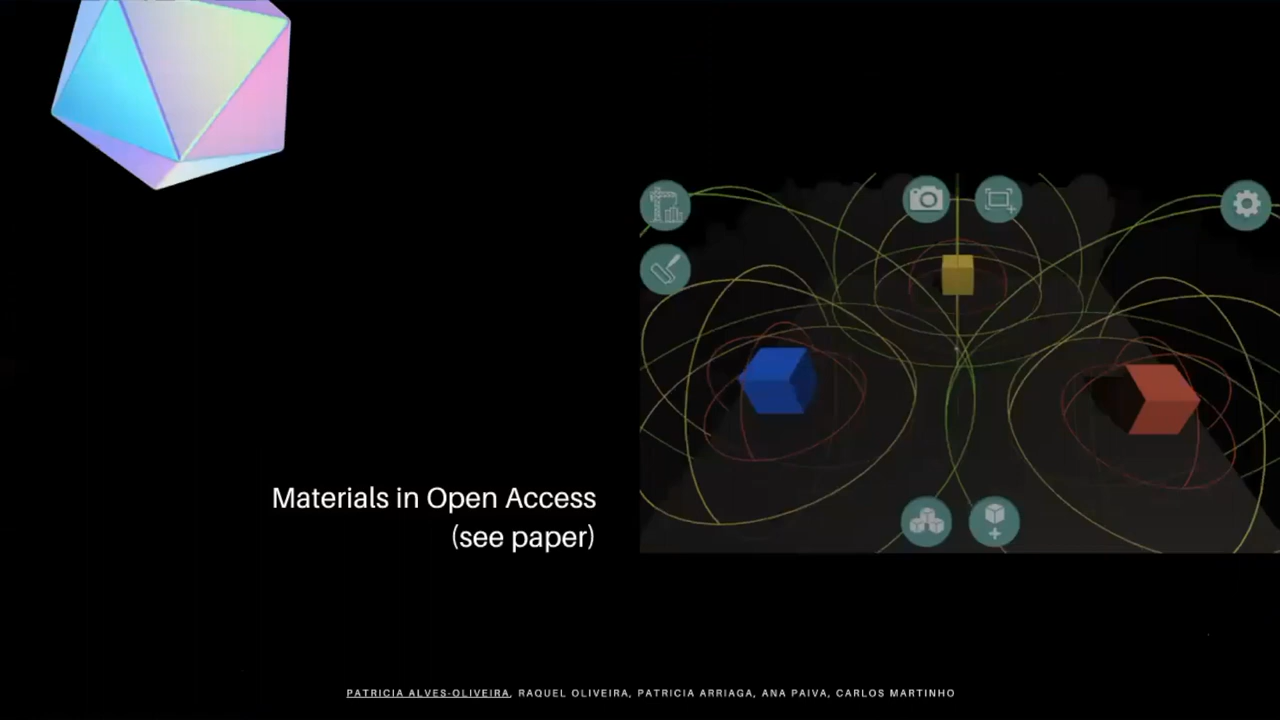 Materials in Open Access
(see paper)
PATRICIA ALVES-OLIVEIRA, RAQUEL OLIVEIRA, PATRICIA ARRIAGA, ANA PAIVA, CARLOS MARTINHO